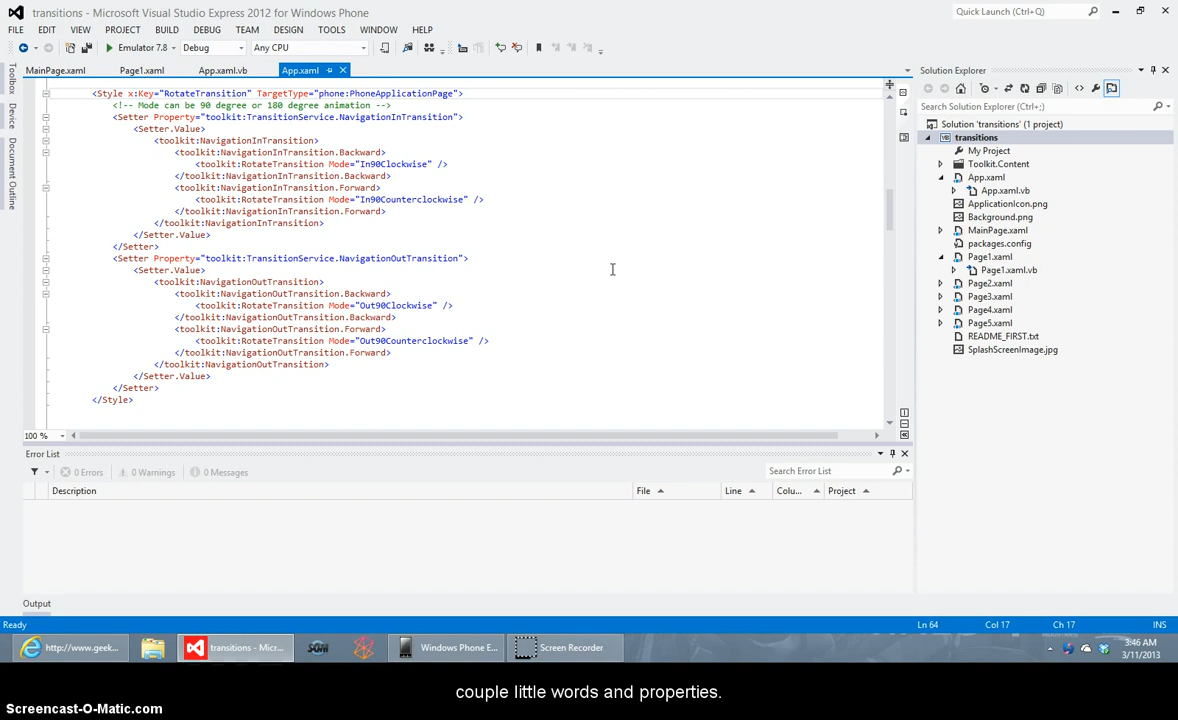 transitions - Microsoft Visual Studio Express 2012 for Windows Phone
Quick Launch (Ctrl+Q)
FILE EDIT VIEW PROJECT BUILD DEBUG TEAM DESIGN TOOLS WINDOW HELP
Emulator 7.8 Debug Any CPU
MainPage.xaml Page1.xaml App.xaml.vb App.xaml
Toolbox
Device
Document Outline
<Style x:Key="RotateTransition" TargetType="phone:PhoneApplicationPage">
<!-- Mode can be 90 degree or 180 degree animation -->
<Setter Property="toolkit:TransitionService.NavigationInTransition">
<Setter.Value>
<toolkit:NavigationInTransition>
<toolkit:NavigationInTransition.Backward>
<toolkit:RotateTransition Mode="In90Clockwise" />
</toolkit:NavigationInTransition.Backward>
<toolkit:NavigationInTransition.Forward>
<toolkit:RotateTransition Mode="In90Counterclockwise" />
</toolkit:NavigationInTransition.Forward>
</toolkit:NavigationInTransition>
</Setter.Value>
</Setter>
<Setter Property="toolkit:TransitionService.NavigationOutTransition">
<Setter.Value>
<toolkit:NavigationOutTransition>
<toolkit:NavigationOutTransition.Backward>
<toolkit:RotateTransition Mode="Out90Clockwise" />
</toolkit:NavigationOutTransition.Backward>
<toolkit:NavigationOutTransition.Forward>
<toolkit:RotateTransition Mode="Out90Counterclockwise" />
</toolkit:NavigationOutTransition.Forward>
</toolkit:NavigationOutTransition>
</Setter.Value>
</Setter>
</Style>
100 %
Solution Explorer
Search Solution Explorer (Ctrl+;)
Solution 'transitions' (1 project)
VB transitions
My Project
Toolkit.Content
App.xaml
App.xaml.vb
ApplicationIcon.png
Background.png
MainPage.xaml
packages.config
Page1.xaml
Page1.xaml.vb
Page2.xaml
Page3.xaml
Page4.xaml
Page5.xaml
README_FIRST.txt
SplashScreenImage.jpg
Error List
0 Errors 0 Warnings 0 Messages
Search Error List
Description File Line Colu... Project
Output
Ready Ln 64 Col 17 Ch 17 INS
http://www.geek... transitions - Micr... SOM Windows Phone E... Screen Recorder
3:46 AM
3/11/2013
couple little words and properties.
Screencast-O-Matic.com